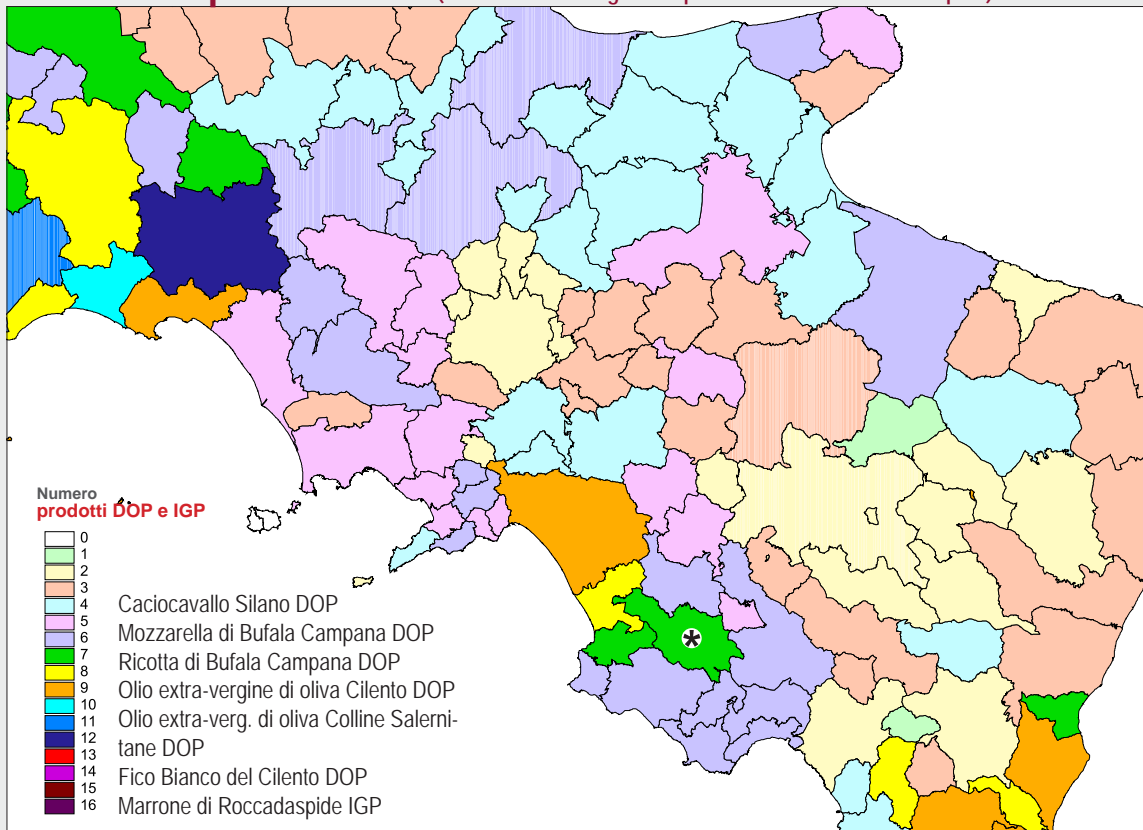 Numero
prodotti DOP e IGP
0
1
2
3
4
5
6
7
8
9
10
11
12
13
14
15
16
Caciocavallo Silano DOP
Mozzarella di Bufala Campana DOP
Ricotta di Bufala Campana DOP
Olio extra-vergine di oliva Cilento DOP
Olio extra-verg. di oliva Colline Salerni-
tane DOP
Fico Bianco del Cilento DOP
Marrone di Roccadaspide IGP
*